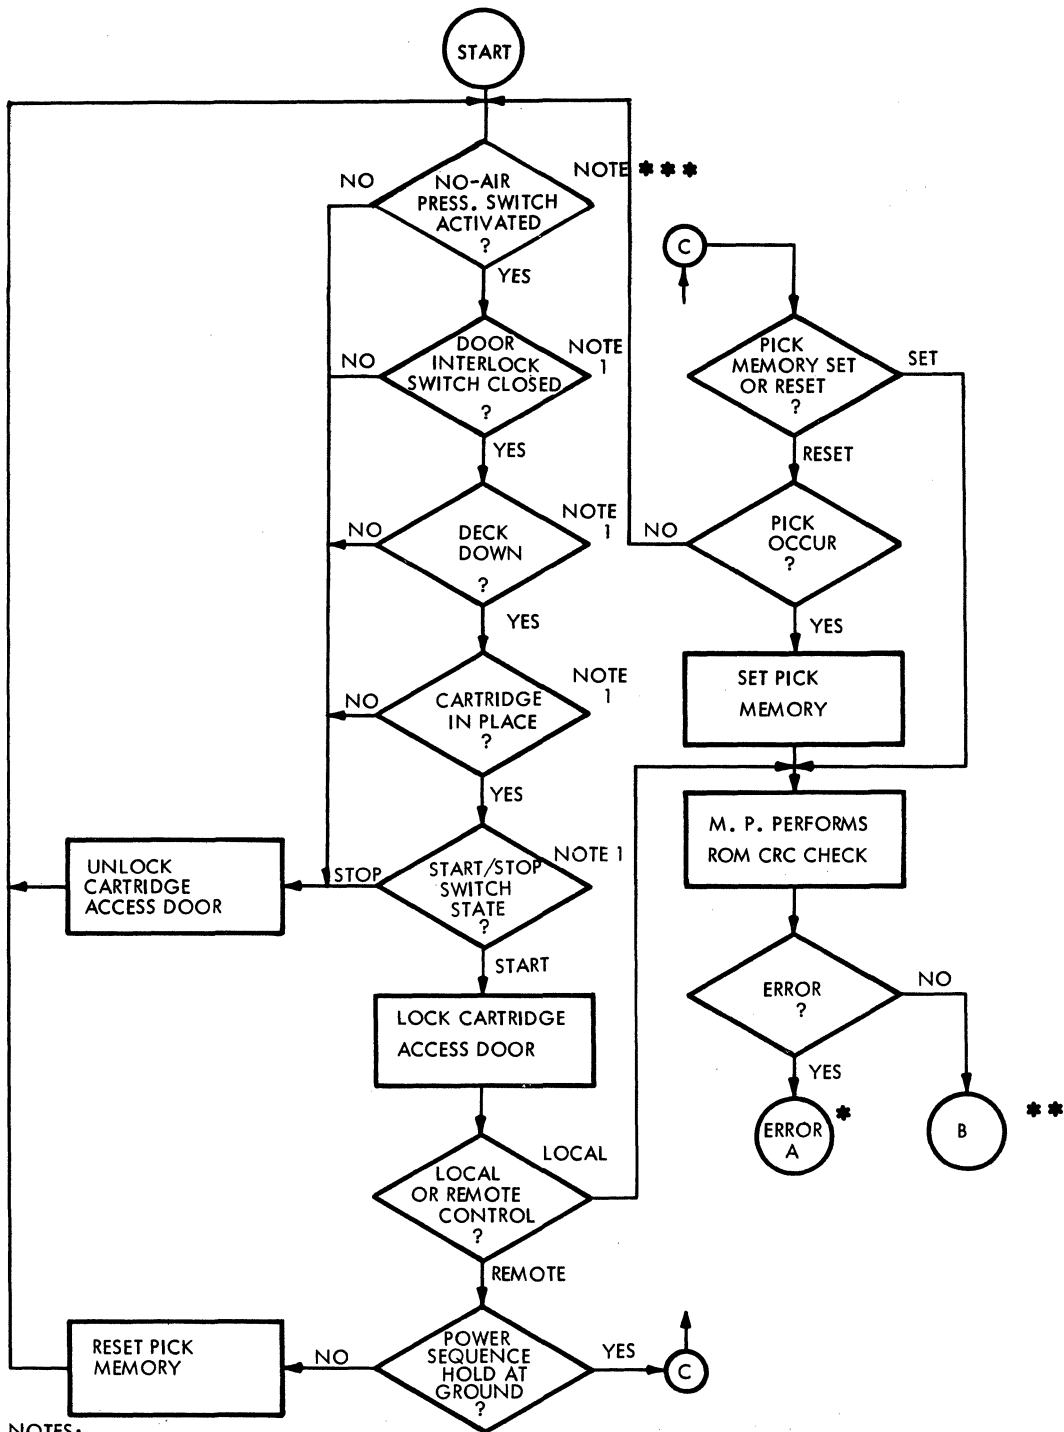 START
NO
NO-AIR
PRESS. SWITCH
ACTIVATED
?
NOTE ***
YES
C
NO
DOOR
INTERLOCK
SWITCH CLOSED
?
NOTE
1
PICK
MEMORY SET
OR RESET
?
SET
YES
RESET
NO
DECK
DOWN
?
NOTE
1
NO
PICK
OCCUR
?
YES
YES
NO
CARTRIDGE
IN PLACE
?
NOTE
1
SET PICK
MEMORY
YES
M. P. PERFORMS
ROM CRC CHECK
UNLOCK
CARTRIDGE
ACCESS DOOR
STOP
START/STOP
SWITCH
STATE
?
NOTE 1
START
ERROR
?
NO
LOCK CARTRIDGE
ACCESS DOOR
YES
ERROR
A
*
B
**
LOCAL
OR REMOTE
CONTROL
?
LOCAL
REMOTE
RESET PICK
MEMORY
NO
POWER
SEQUENCE
HOLD AT
GROUND
?
YES
C
NOTES: